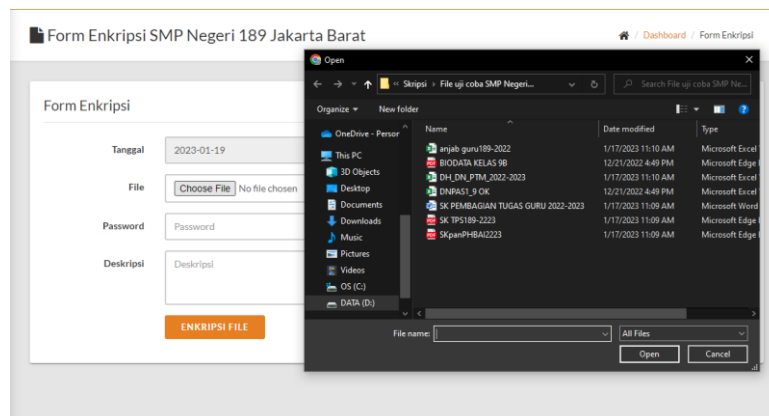 Form Enkripsi SMP Negeri 189 Jakarta Barat
/ Dashboard / Form Enkripsi
Form Enkripsi
Tanggal
2023-01-19
File
Choose File No file chosen
Password
Password
Deskripsi
Deskripsi
ENKRIPSI FILE
Open
« Skripsi › File uji coba SMP Negeri...
Search File uji coba SMP Ne...
Organize
New folder
OneDrive - Person
This PC
3D Objects
Desktop
Documents
Downloads
Music
Pictures
Videos
OS (C:)
DATA (D:)
Name Date modified Type
anjab guru189-2022 1/17/2023 11:10 AM Microsoft Excel
BIODATA KELAS 9B 12/21/2022 4:49 PM Microsoft Edge
DH_DN_PTM_2022-2023 1/17/2023 11:10 AM Microsoft Excel
DNPAS1_9 OK 12/21/2022 4:49 PM Microsoft Excel
SK PEMBAGIAN TUGAS GURU 2022-2023 1/17/2023 11:09 AM Microsoft Word
SK TPS189-2223 1/17/2023 11:09 AM Microsoft Edge
SKpanPHBAI2223 1/17/2023 11:09 AM Microsoft Edge
File name:
All Files
Open
Cancel